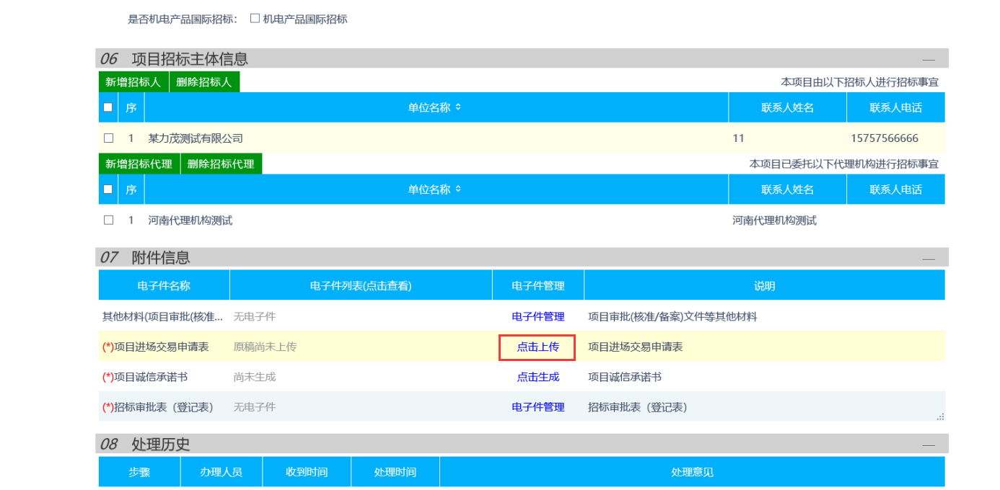 是否机电产品国际招标： 机电产品国际招标
06 项目招标主体信息
新增招标人 删除招标人 本项目由以下招标人进行招标事宜
序 单位名称 联系人姓名 联系人电话
1 某力茂测试有限公司 11 15757566666
新增招标代理 删除招标代理 本项目已委托以下代理机构进行招标事宜
序 单位名称 联系人姓名 联系人电话
1 河南代理机构测试 河南代理机构测试
07 附件信息
电子件名称 电子件列表(点击查看) 电子件管理 说明
其他材料(项目审批(核准... 无电子件 电子件管理 项目审批(核准/备案)文件等其他材料
(*)项目进场交易申请表 原稿尚未上传 点击上传 项目进场交易申请表
(*)项目诚信承诺书 尚未生成 点击生成 项目诚信承诺书
(*)招标审批表（登记表） 无电子件 电子件管理 招标审批表（登记表）
08 处理历史
步骤 办理人员 收到时间 处理时间 处理意见